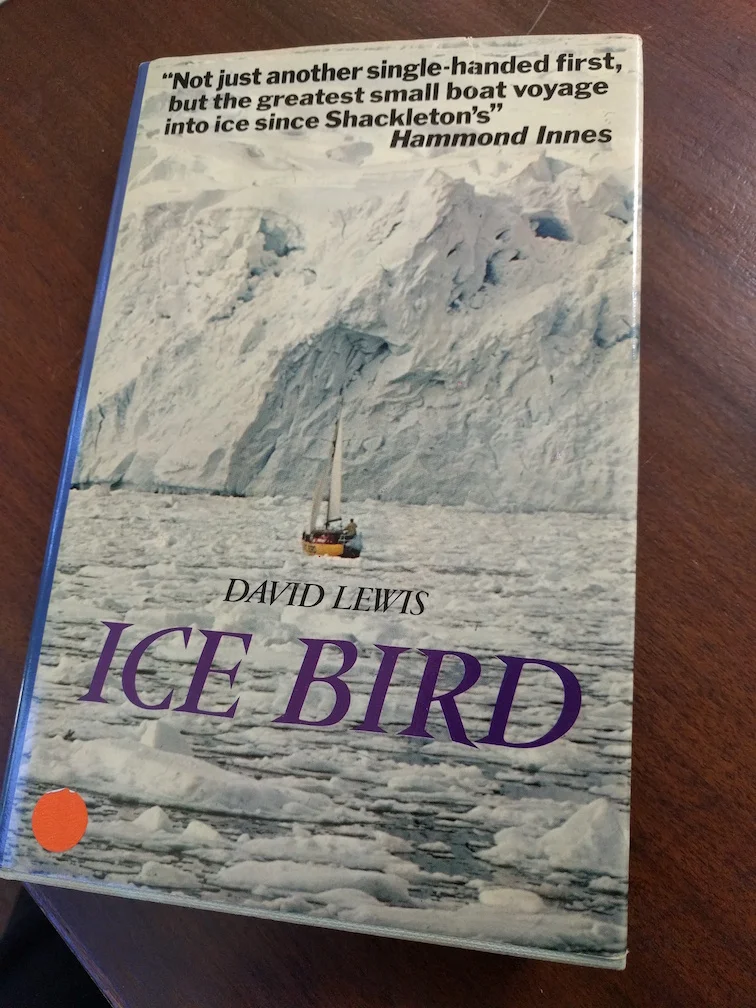 “Not just another single-handed first,
but the greatest small boat voyage
into ice since Shackleton’s”
Hammond Innes
DAVID LEWIS
ICE BIRD